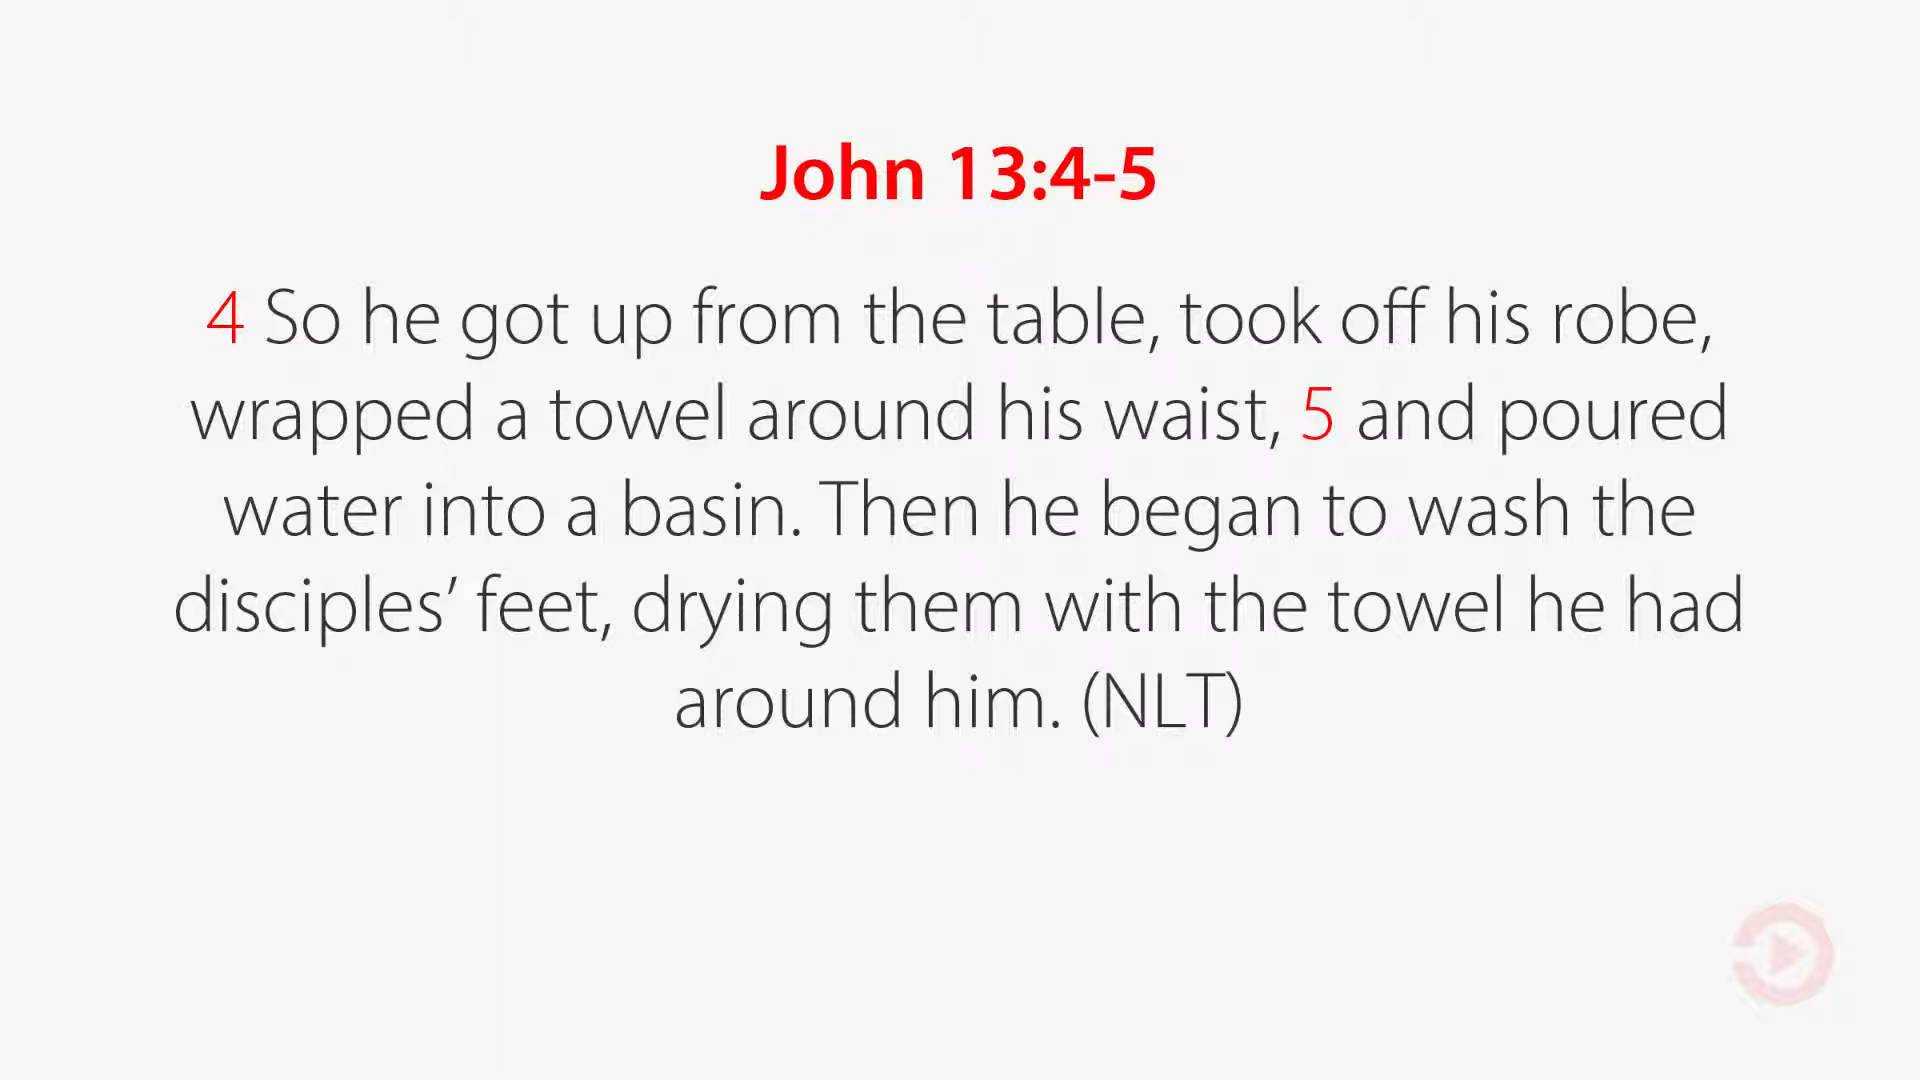 John 13:4-5
4 So he got up from the table, took off his robe,
wrapped a towel around his waist, 5 and poured
water into a basin. Then he began to wash the
disciples’ feet, drying them with the towel he had
around him. (NLT)